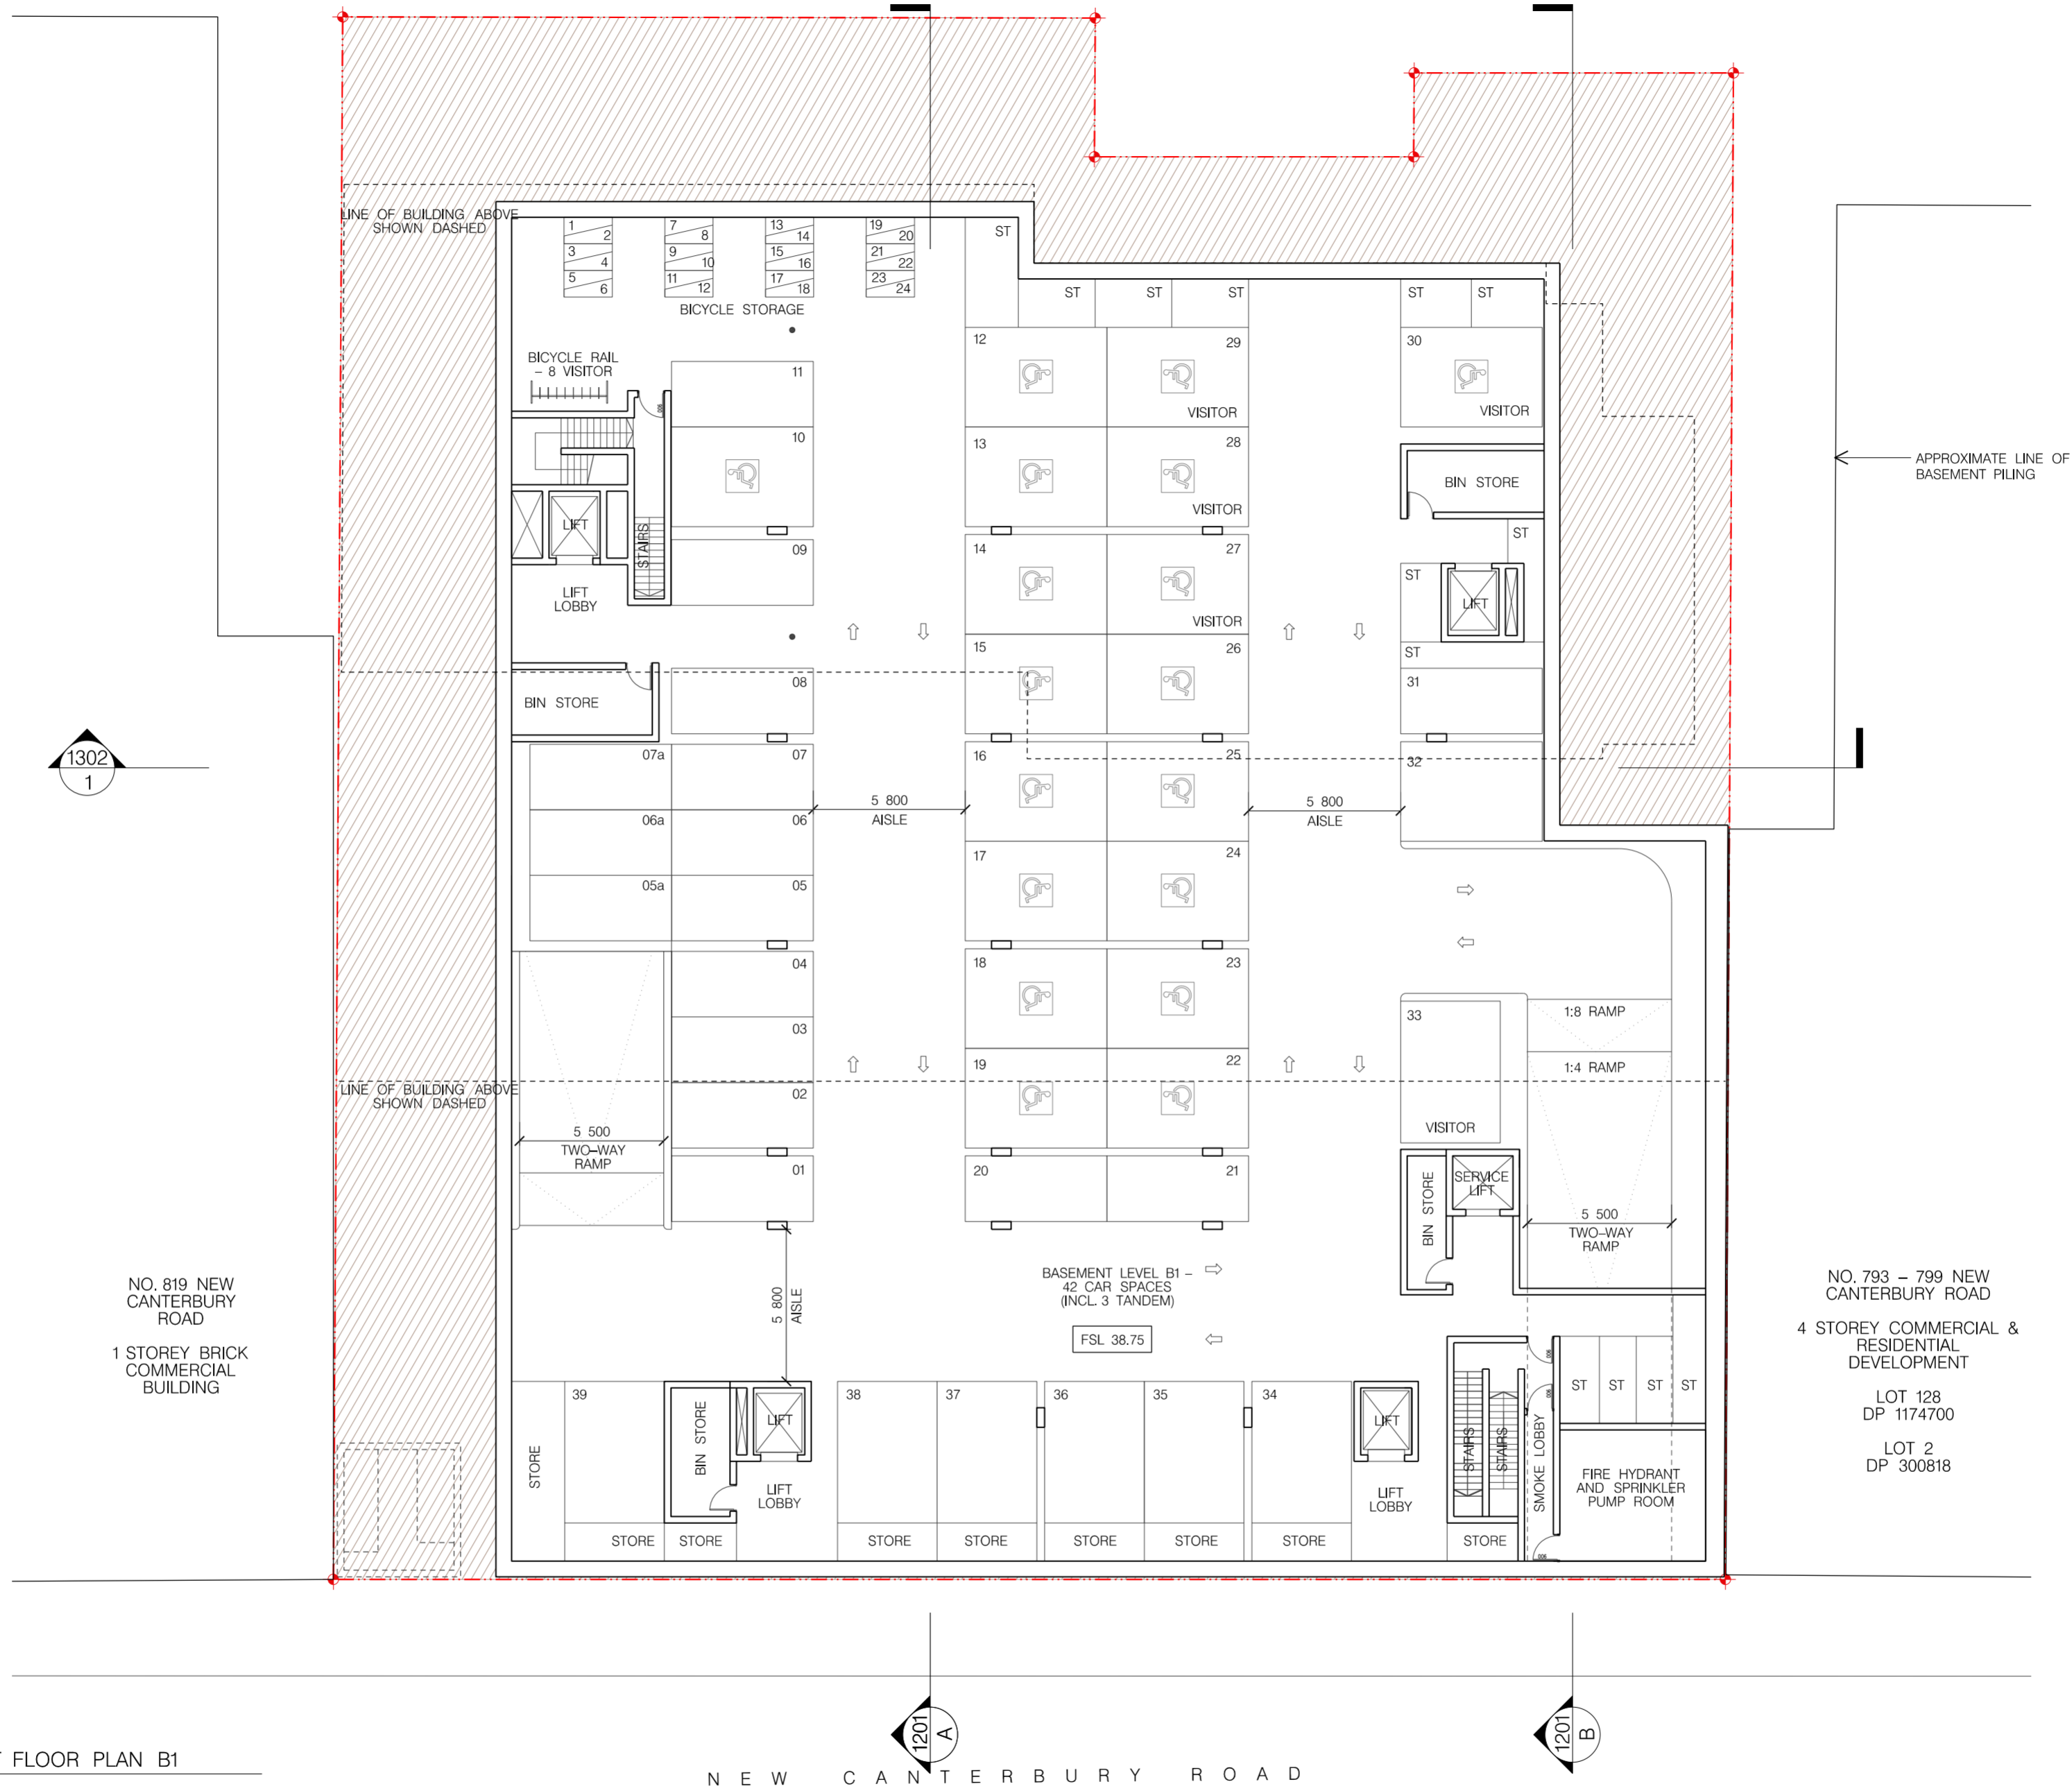 LINE OF BUILDING ABOVE
SHOWN DASHED
1
2
3
4
5
6
7
8
9
10
11
12
13
14
15
16
17
18
19
20
21
22
23
24
BICYCLE STORAGE
ST
ST
ST
ST
ST
ST
BICYCLE RAIL
– 8 VISITOR
11
12
29
VISITOR
30
VISITOR
900
10
13
28
VISITOR
BIN STORE
APPROXIMATE LINE OF
BASEMENT PILING
LIFT
STAIRS
09
14
27
VISITOR
ST
ST
LIFT
LIFT
LOBBY
15
26
ST
BIN STORE
08
31
1302
1
07a
07
16
25
32
5 800
AISLE
5 800
AISLE
06a
06
05a
05
17
24
04
18
23
03
33
1:8 RAMP
1:4 RAMP
19
22
LINE OF BUILDING ABOVE
SHOWN DASHED
02
VISITOR
5 500
TWO–WAY
RAMP
01
20
21
BIN STORE
SERVICE
LIFT
5 500
TWO–WAY
RAMP
5 800
AISLE
BASEMENT LEVEL B1 –
42 CAR SPACES
(INCL. 3 TANDEM)
FSL 38.75
NO. 819 NEW
CANTERBURY
ROAD
1 STOREY BRICK
COMMERCIAL
BUILDING
NO. 793 – 799 NEW
CANTERBURY ROAD
4 STOREY COMMERCIAL &
RESIDENTIAL
DEVELOPMENT
LOT 128
DP 1174700
LOT 2
DP 300818
39
STORE
BIN STORE
LIFT
LIFT
LOBBY
38
37
36
35
34
LIFT
LIFT
LOBBY
STAIRS
STAIRS
900
900
SMOKE LOBBY
ST
ST
ST
ST
FIRE HYDRANT
AND SPRINKLER
PUMP ROOM
900
STORE
STORE
STORE
STORE
STORE
STORE
STORE
STORE
1201
A
1201
B
FLOOR PLAN B1
NEW CANTERBURY ROAD